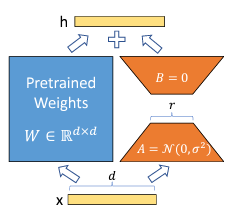 h
Pretrained
Weights
W ∈ ℝ^{d×d}
B = 0
r
A = 𝒩(0, σ²)
d
x